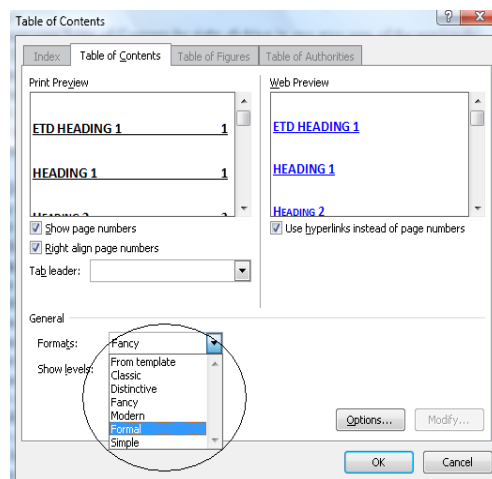 Table of Contents
Index Table of Contents Table of Figures Table of Authorities
Print Preview
ETD HEADING 1 1
HEADING 1 1
HEADING 2 2
Show page numbers
Right align page numbers
Tab leader:
Web Preview
ETD HEADING 1
HEADING 1
HEADING 2
Use hyperlinks instead of page numbers
General
Formats: Fancy
Show levels:
From template
Classic
Distinctive
Fancy
Modern
Formal
Simple
Options... Modify...
OK Cancel